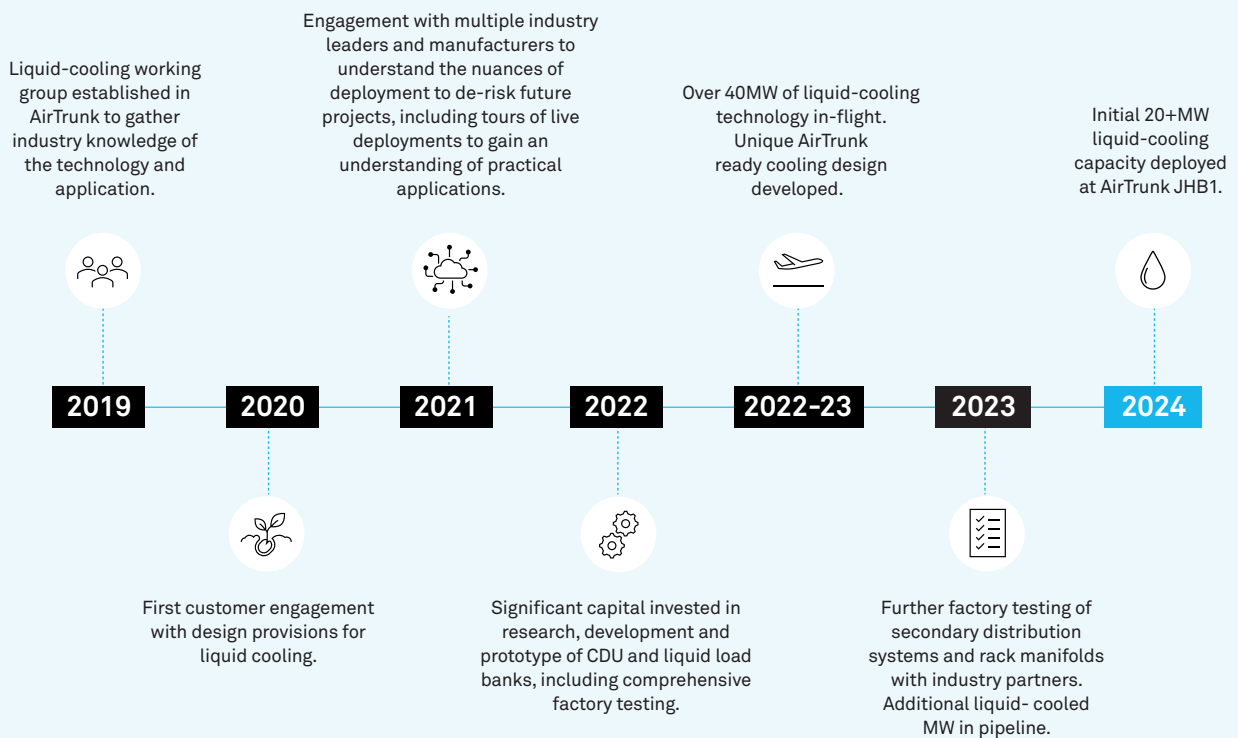 Liquid-cooling working
group established in
AirTrunk to gather
industry knowledge of
the technology and
application.
Engagement with multiple industry
leaders and manufacturers to
understand the nuances of
deployment to de-risk future
projects, including tours of live
deployments to gain an
understanding of practical
applications.
Over 40MW of liquid-cooling
technology in-flight.
Unique AirTrunk
ready cooling design
developed.
Initial 20+MW
liquid-cooling
capacity deployed
at AirTrunk JHB1.
2019
2020
2021
2022
2022-23
2023
2024
First customer engagement
with design provisions for
liquid cooling.
Significant capital invested in
research, development and
prototype of CDU and liquid load
banks, including comprehensive
factory testing.
Further factory testing of
secondary distribution
systems and rack manifolds
with industry partners.
Additional liquid- cooled
MW in pipeline.